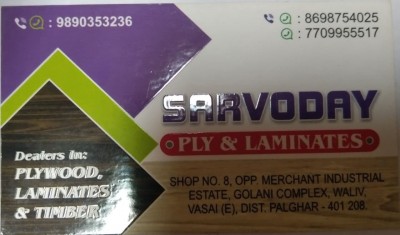 : 9890353236
: 8698754025
: 7709955517
SARVODAY
PLY & LAMINATES
Dealers in:
PLYWOOD,
LAMINATES
& TIMBER
SHOP NO. 8, OPP. MERCHANT INDUSTRIAL
ESTATE, GOLANI COMPLEX, WALIV,
VASAI (E), DIST. PALGHAR - 401 208.